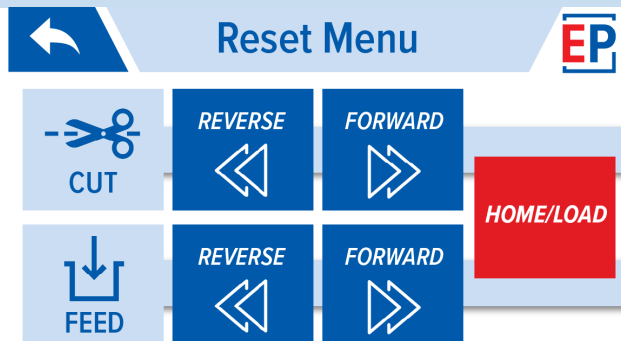 Reset Menu
EP
REVERSE
FORWARD
CUT
HOME/LOAD
REVERSE
FORWARD
FEED